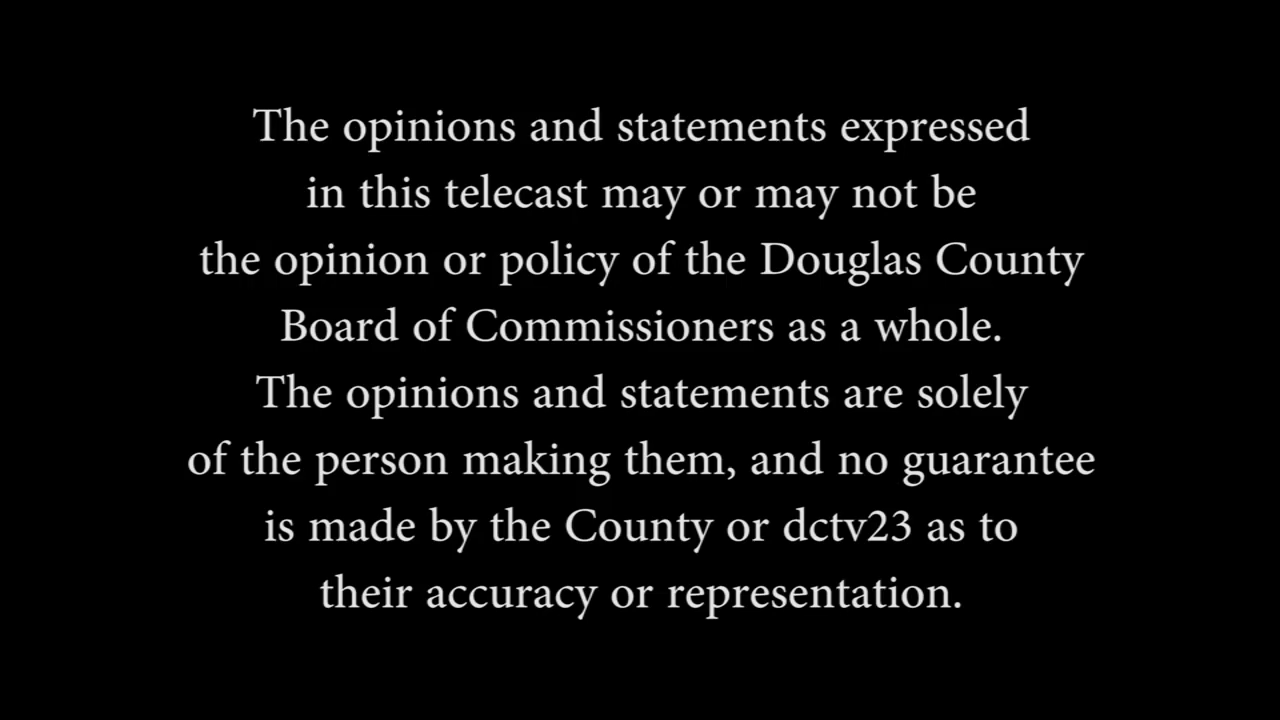 The opinions and statements expressed
in this telecast may or may not be
the opinion or policy of the Douglas County
Board of Commissioners as a whole.
The opinions and statements are solely
of the person making them, and no guarantee
is made by the County or dctv23 as to
their accuracy or representation.